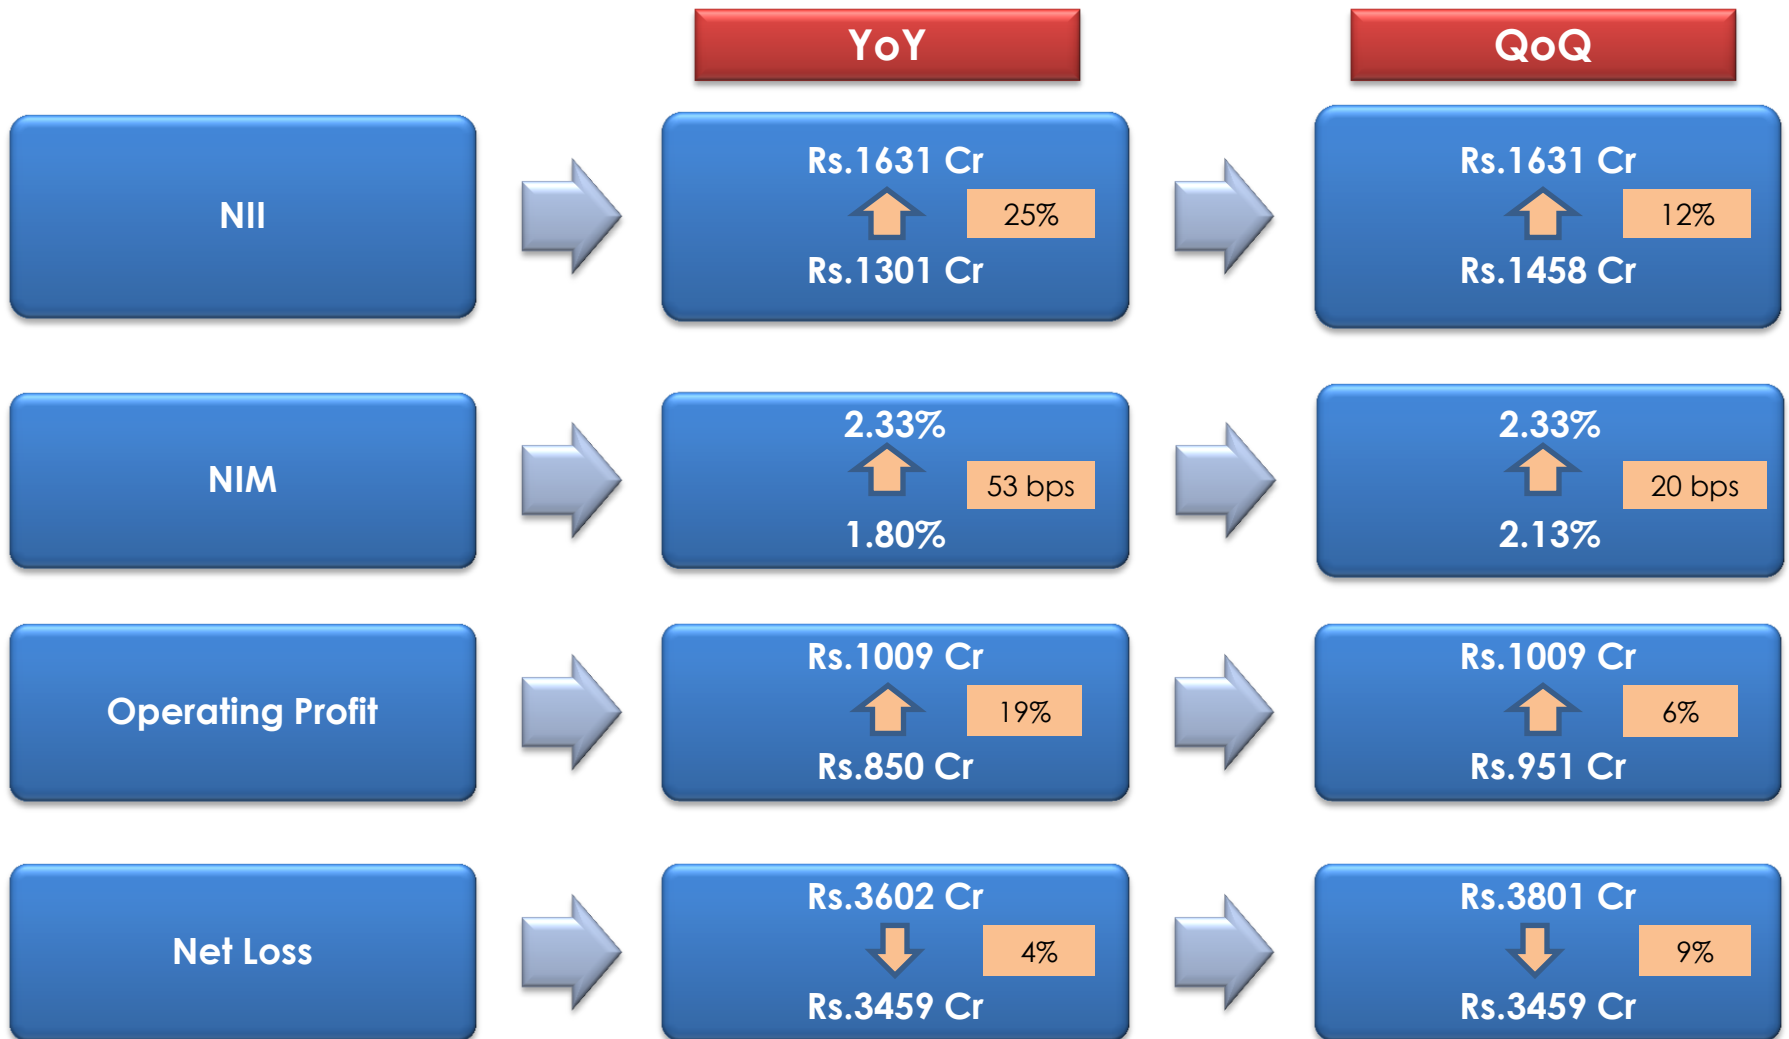 YoY
QoQ
NII
Rs.1631 Cr
25%
Rs.1301 Cr
Rs.1631 Cr
12%
Rs.1458 Cr
NIM
2.33%
53 bps
1.80%
2.33%
20 bps
2.13%
Operating Profit
Rs.1009 Cr
19%
Rs.850 Cr
Rs.1009 Cr
6%
Rs.951 Cr
Net Loss
Rs.3602 Cr
4%
Rs.3459 Cr
Rs.3801 Cr
9%
Rs.3459 Cr